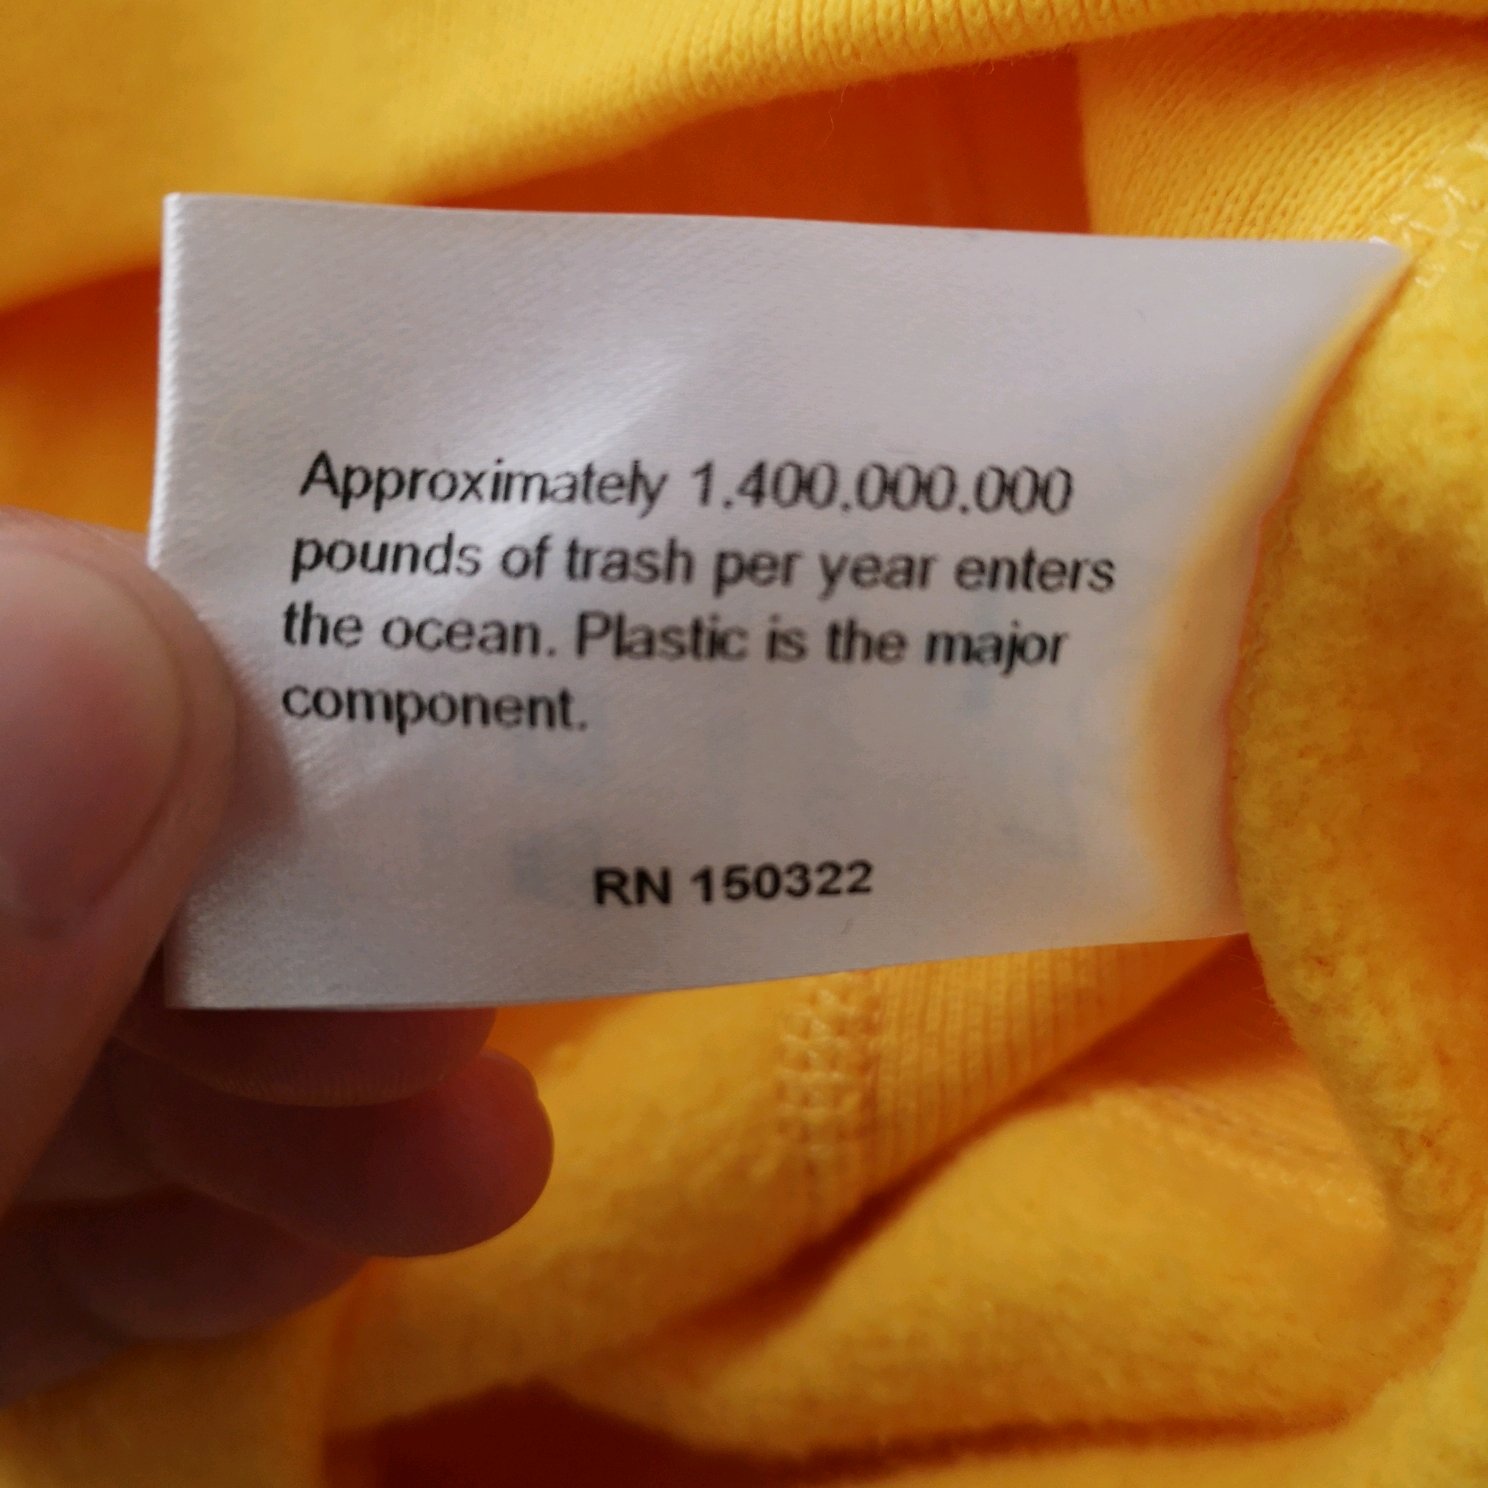 Approximately 1.400.000.000
pounds of trash per year enters
the ocean. Plastic is the major
component.
RN 150322